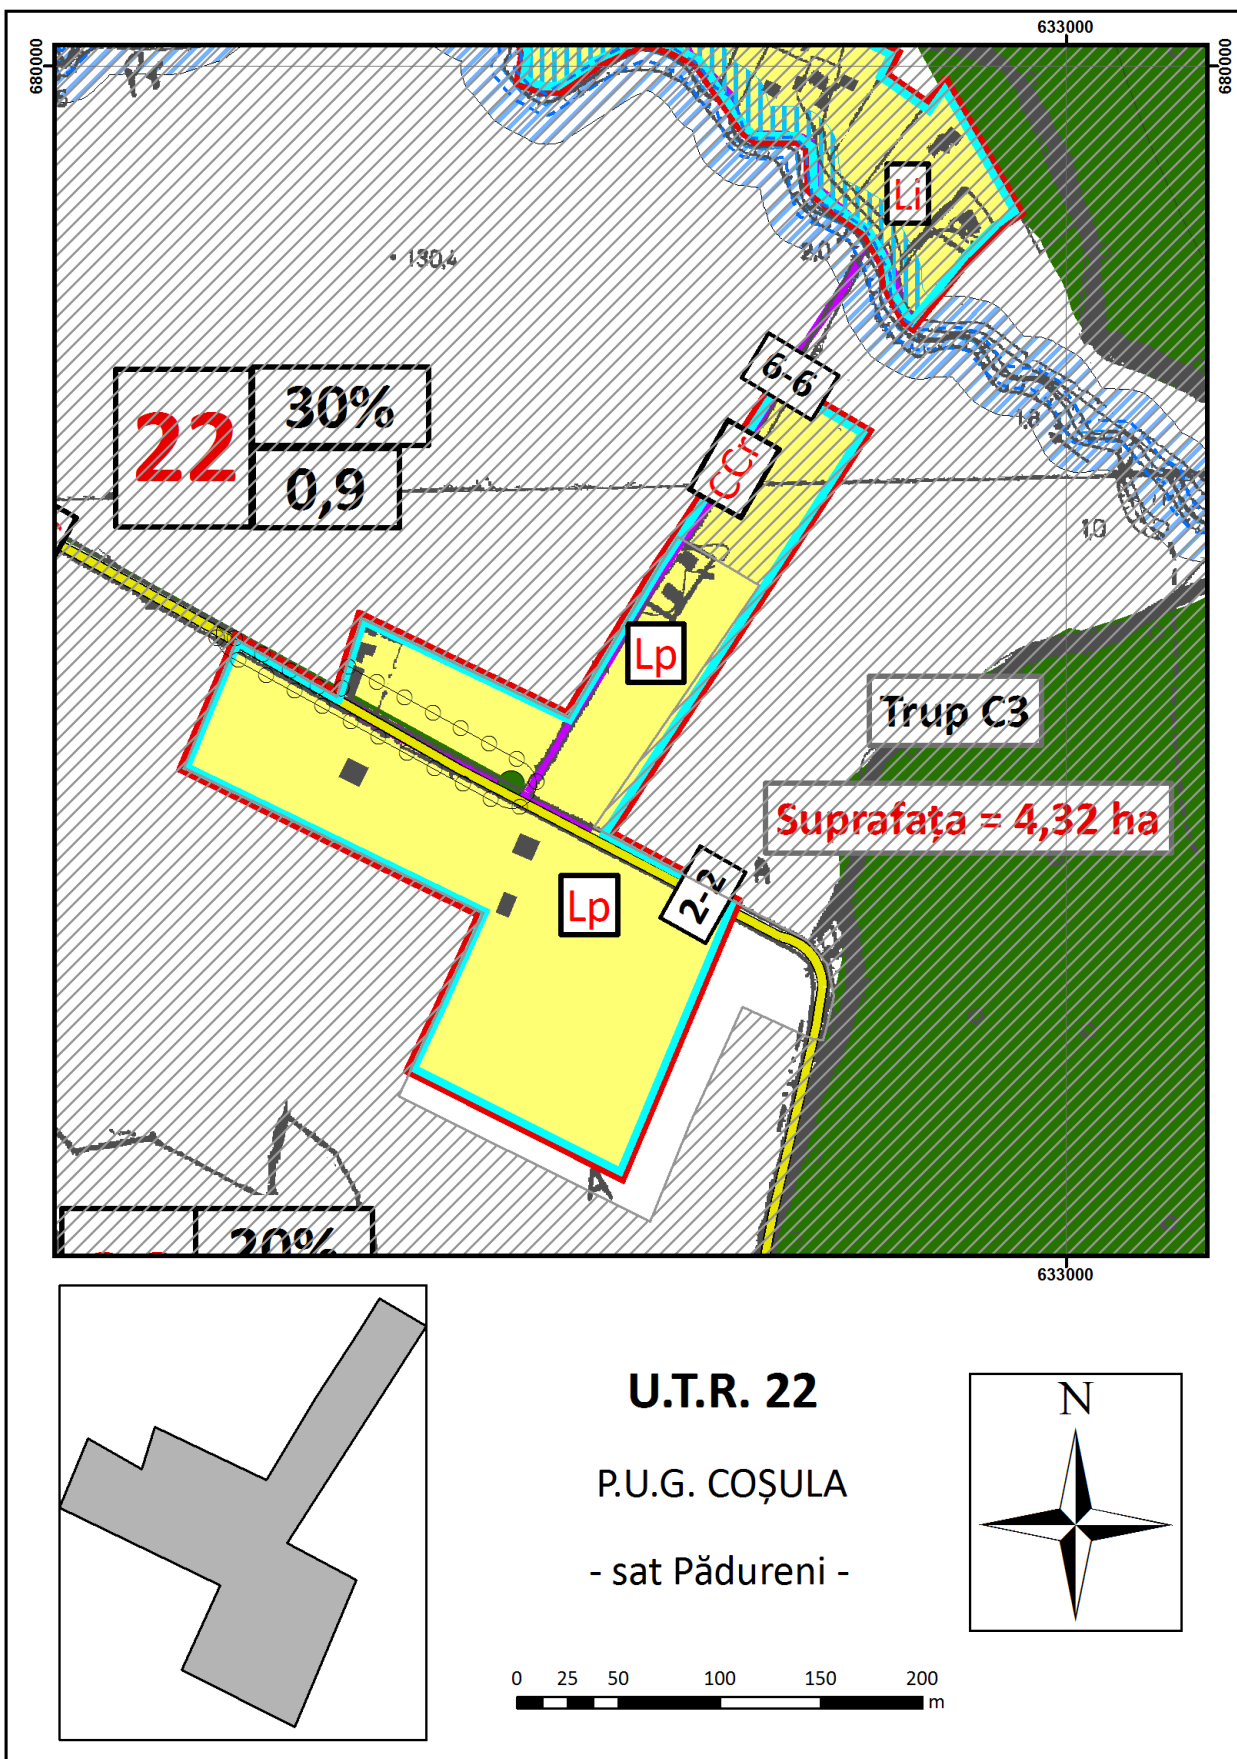 633000
680000
680000
Li
130,4
2,0
6-6
30%
22
CCr
0,9
1,8
1,0
Lp
Trup C3
Suprafața = 4,32 ha
2-2
Lp
20%
633000
U.T.R. 22
N
P.U.G. COȘULA
- sat Pădureni -
0 25 50 100 150 200
m